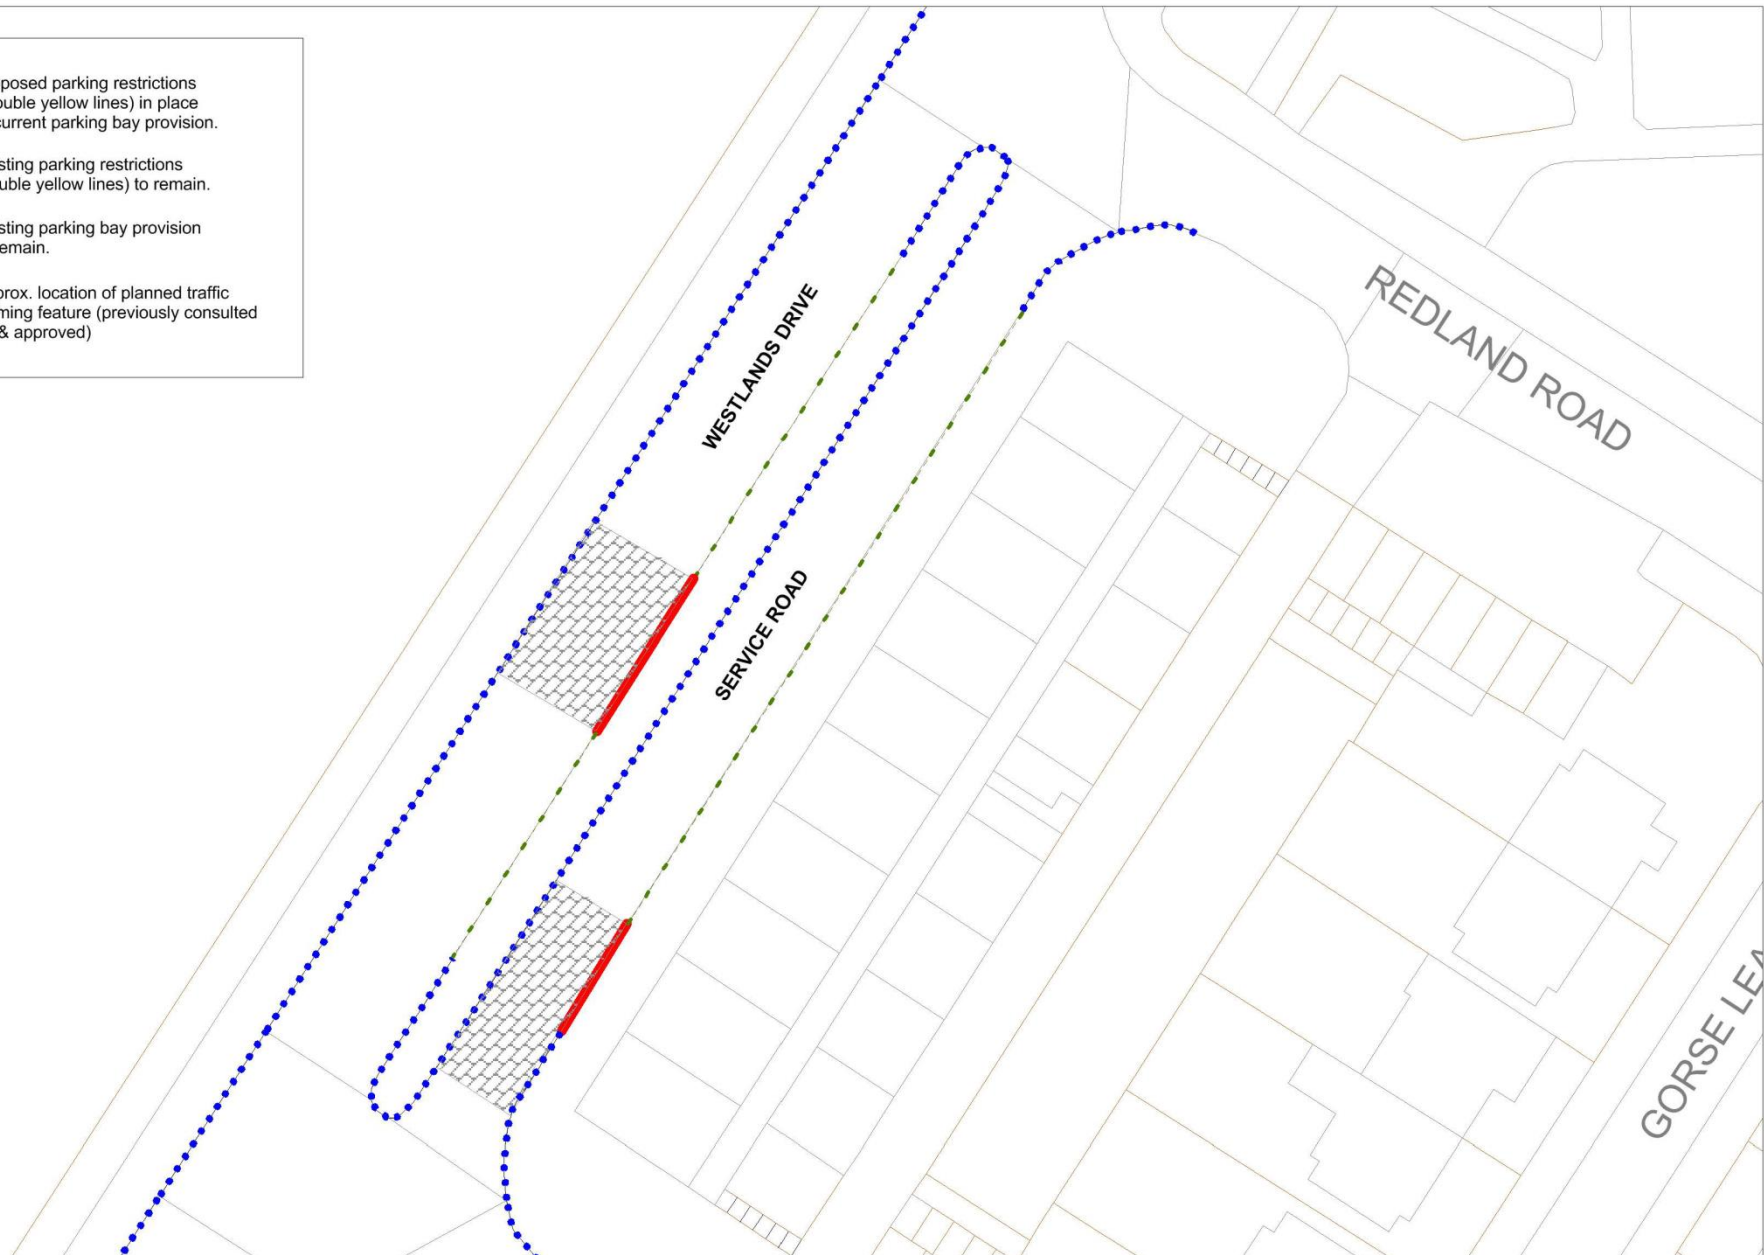 posed parking restrictions
ouble yellow lines) in place
current parking bay provision.
sting parking restrictions
uble yellow lines) to remain.
sting parking bay provision
emain.
rox. location of planned traffic
ming feature (previously consulted
& approved)
WESTLANDS DRIVE
SERVICE ROAD
REDLAND ROAD
GORSE LEA